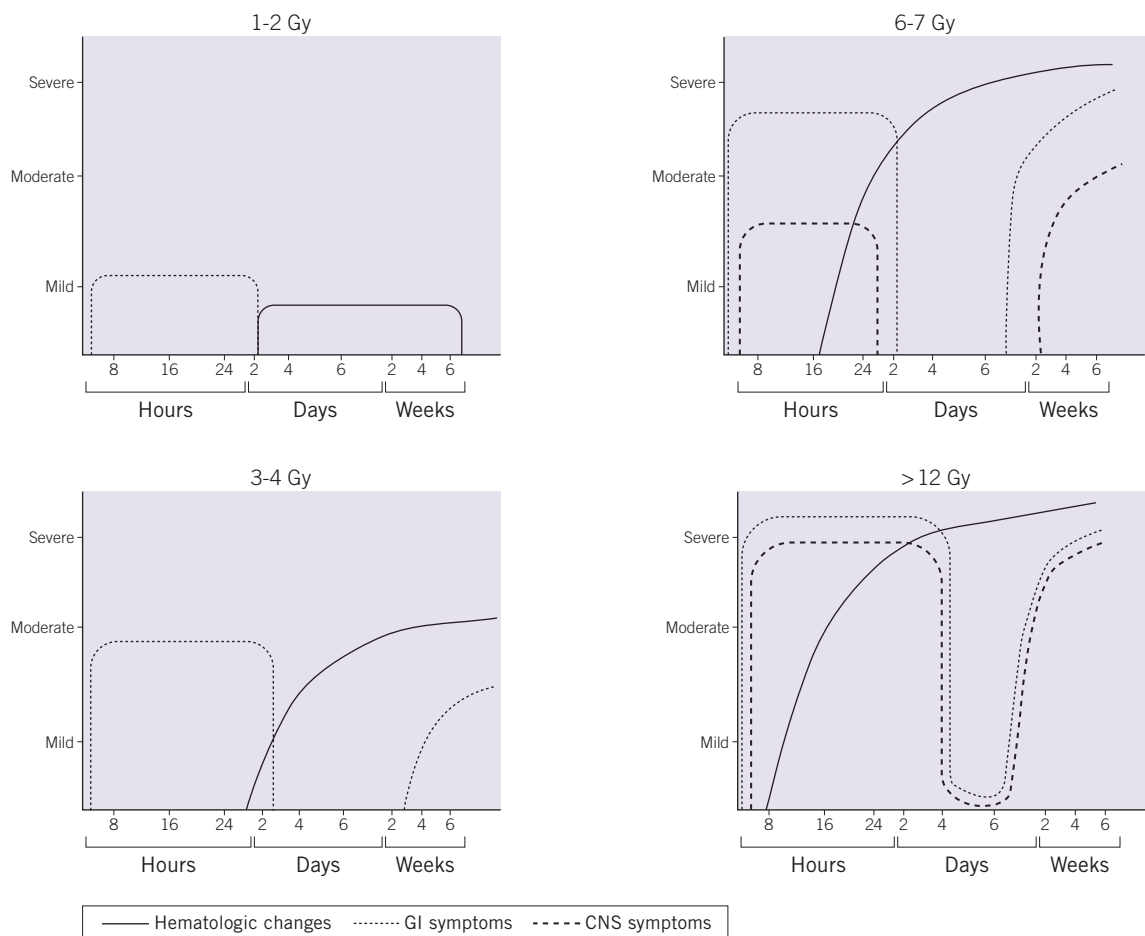 1-2 Gy
Severe
Moderate
Mild
8 16 24 2 4 6 2 4 6
Hours Days Weeks
6-7 Gy
Severe
Moderate
Mild
8 16 24 2 4 6 2 4 6
Hours Days Weeks
3-4 Gy
Severe
Moderate
Mild
8 16 24 2 4 6 2 4 6
Hours Days Weeks
> 12 Gy
Severe
Moderate
Mild
8 16 24 2 4 6 2 4 6
Hours Days Weeks
Hematologic changes GI symptoms CNS symptoms